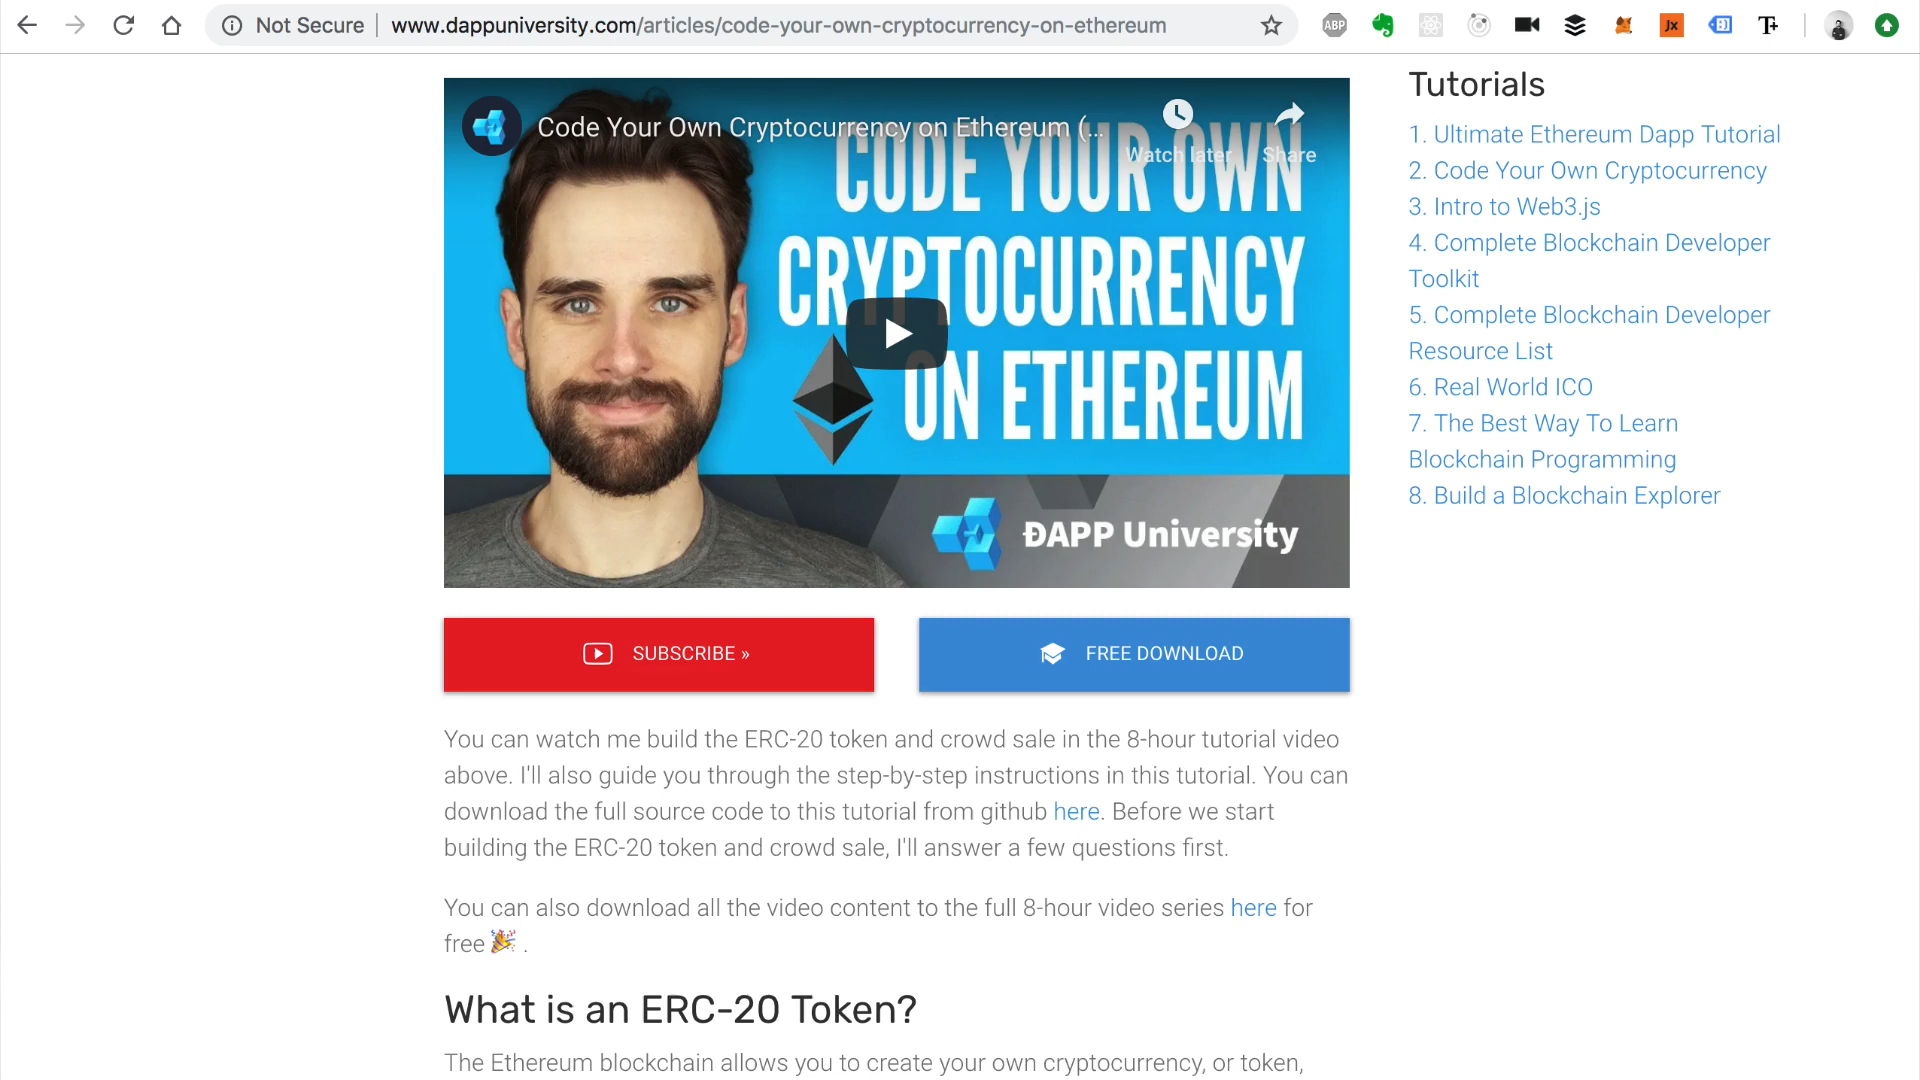 Not Secure
www.dappuniversity.com/articles/code-your-own-cryptocurrency-on-ethereum
ABP
Jx
T+
Code Your Own Cryptocurrency on Ethereum (...
Watch later
Share
CODE YOUR OWN
CRYPTOCURRENCY
ON ETHEREUM
ĐAPP University
SUBSCRIBE »
FREE DOWNLOAD
You can watch me build the ERC-20 token and crowd sale in the 8-hour tutorial video
above. I'll also guide you through the step-by-step instructions in this tutorial. You can
download the full source code to this tutorial from github here. Before we start
building the ERC-20 token and crowd sale, I'll answer a few questions first.
You can also download all the video content to the full 8-hour video series here for
free 🎉 .
What is an ERC-20 Token?
The Ethereum blockchain allows you to create your own cryptocurrency, or token,
Tutorials
1. Ultimate Ethereum Dapp Tutorial
2. Code Your Own Cryptocurrency
3. Intro to Web3.js
4. Complete Blockchain Developer
Toolkit
5. Complete Blockchain Developer
Resource List
6. Real World ICO
7. The Best Way To Learn
Blockchain Programming
8. Build a Blockchain Explorer